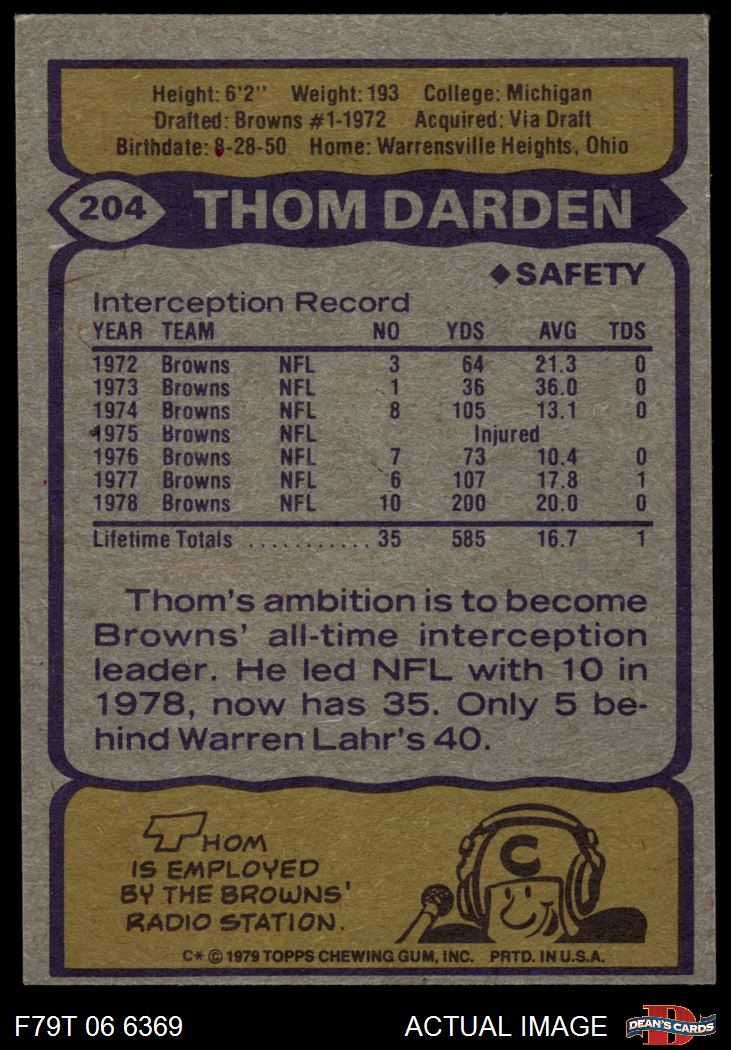 Height: 6'2" Weight: 193 College: Michigan
Drafted: Browns #1-1972 Acquired: Via Draft
Birthdate: 8-28-50 Home: Warrensville Heights, Ohio
204 THOM DARDEN
◆SAFETY
Interception Record
YEAR TEAM NO YDS AVG TDS
1972 Browns NFL 3 64 21.3 0
1973 Browns NFL 1 36 36.0 0
1974 Browns NFL 8 105 13.1 0
1975 Browns NFL Injured
1976 Browns NFL 7 73 10.4 0
1977 Browns NFL 6 107 17.8 1
1978 Browns NFL 10 200 20.0 0
Lifetime Totals ........... 35 585 16.7 1
Thom's ambition is to become
Browns' all-time interception
leader. He led NFL with 10 in
1978, now has 35. Only 5 be-
hind Warren Lahr's 40.
THOM
IS EMPLOYED
BY THE BROWNS'
RADIO STATION.
C
C* © 1979 TOPPS CHEWING GUM, INC. PRTD. IN U.S.A.
F79T 06 6369 ACTUAL IMAGE D DEAN'S CARDS